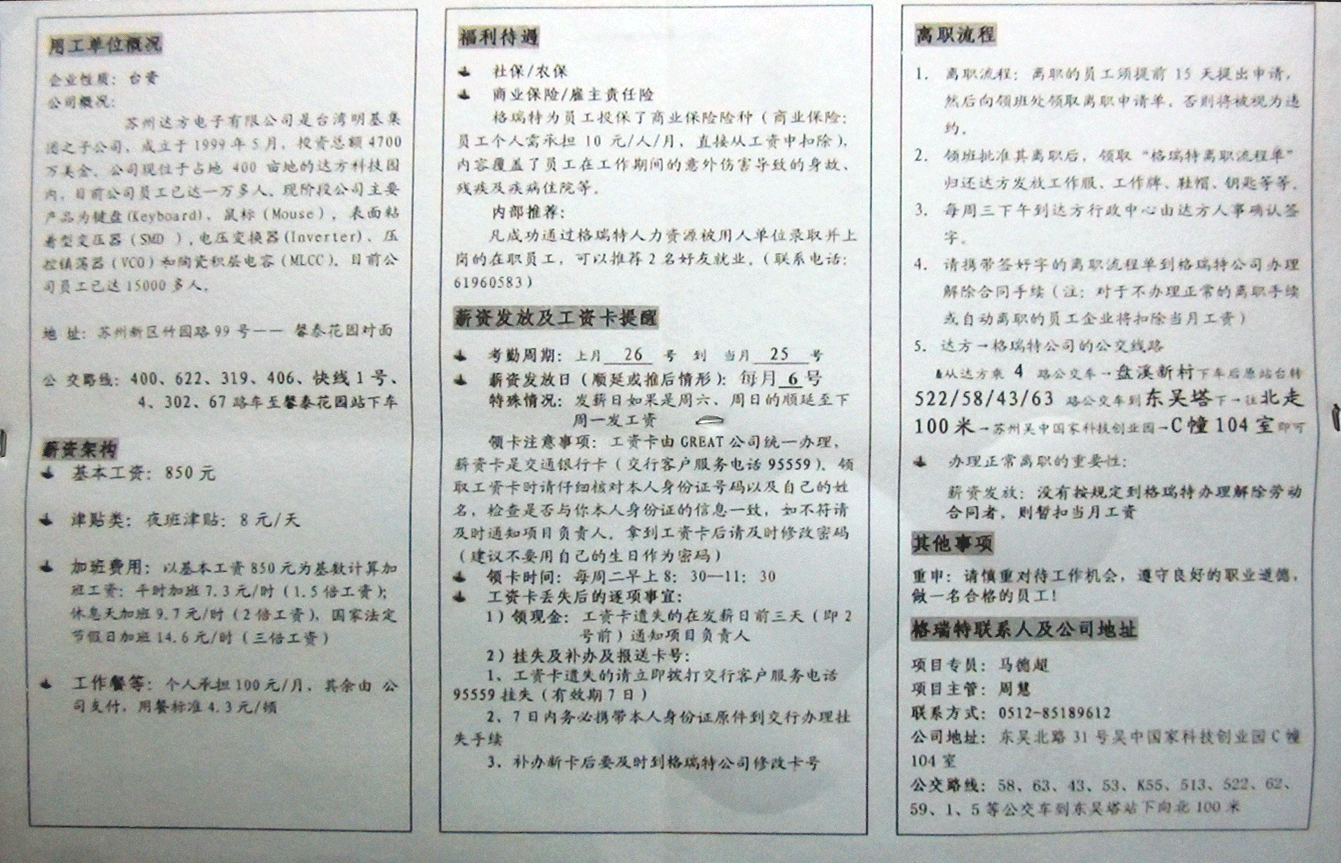 用工单位概况
企业性质：台资
公司概况：
苏州达方电子有限公司是台湾明基集
团之子公司，成立于1999年5月，投资总额4700
万美金。公司现位于占地 400 亩地的达方科技园
内，目前公司员工已达一万多人。现阶段公司主要
产品为键盘(Keyboard)，鼠标(Mouse)，表面粘
着型变压器(SMD )，电压变换器(Inverter)、压
控镇荡器(VCO)和陶瓷积层电容(MLCC)。目前公
司员工已达15000多人。
地 址：苏州新区竹园路99号—— 馨泰花园对面
公 交路线：400、622、319、406、快线1号、
4、302、67路车至馨泰花园站下车
薪资架构
基本工资：850元
津贴类：夜班津贴：8元/天
加班费用：以基本工资850元为基数计算加
班工资：平时加班7.3元/时(1.5倍工资)；
休息天加班9.7元/时(2倍工资)，国家法定
节假日加班14.6元/时(三倍工资)
工作餐等：个人承担100元/月，其余由 公
司支付，用餐标准4.3元/顿
福利待遇
社保/农保
商业保险/雇主责任险
格瑞特为员工投保了商业保险险种(商业保险：
员工个人需承担 10 元/人/月，直接从工资中扣除)，
内容覆盖了员工在工作期间的意外伤害导致的身故、
残疾及疾病住院等。
内部推荐：
凡成功通过格瑞特人力资源被用人单位录取并上
岗的在职员工，可以推荐2名好友就业。(联系电话：
61960583)
薪资发放及工资卡提醒
考勤周期：上月 26 号 到 当月 25 号
薪资发放日(顺延或推后情形)：每月 6 号
特殊情况：发薪日如果是周六、周日的顺延至下
周一发工资
领卡注意事项：工资卡由GREAT公司统一办理，
薪资卡是交通银行卡(交行客户服务电话95559)。领
取工资卡时请仔细核对本人身份证号码以及自己的姓
名，检查是否与你本人身份证的信息一致，如不符请
及时通知项目负责人。拿到工资卡后请及时修改密码
(建议不要用自己的生日作为密码)
领卡时间：每周二早上8：30—11：30
工资卡丢失后的逐项事宜：
1)领现金：工资卡遗失的在发薪日前三天(即2
号前)通知项目负责人
2)挂失及补办及报送卡号：
1、工资卡遗失的请立即拨打交行客户服务电话
95559挂失(有效期7日)
2、7日内务必携带本人身份证原件到交行办理挂
失手续
3、补办新卡后要及时到格瑞特公司修改卡号
离职流程
1. 离职流程：离职的员工须提前 15 天提出申请，
然后向领班处领取离职申请单，否则将被视为违
约。
2. 领班批准其离职后，领取“格瑞特离职流程单”
归还达方发放工作服、工作牌、鞋帽、钥匙等等。
3. 每周三下午到达方行政中心由达方人事确认签
字。
4. 请携带签好字的离职流程单到格瑞特公司办理
解除合同手续(注：对于不办理正常的离职手续
或自动离职的员工企业将扣除当月工资)
5. 达方→格瑞特公司的公交线路
从达方乘 4 路公交车→盘溪新村下车后原站台转
522/58/43/63 路公交车到东吴塔下→往北走
100米→苏州吴中国家科技创业园→C幢104室即可
办理正常离职的重要性：
薪资发放：没有按规定到格瑞特办理解除劳动
合同者，则暂扣当月工资
其他事项
重申：请慎重对待工作机会，遵守良好的职业道德，
做一名合格的员工！
格瑞特联系人及公司地址
项目专员：马德超
项目主管：周慧
联系方式：0512-85189612
公司地址：东吴北路31号吴中国家科技创业园C幢
104室
公交路线：58、63、43、53、K55、513、522、62、
59、1、5等公交车到东吴塔站下向北100米